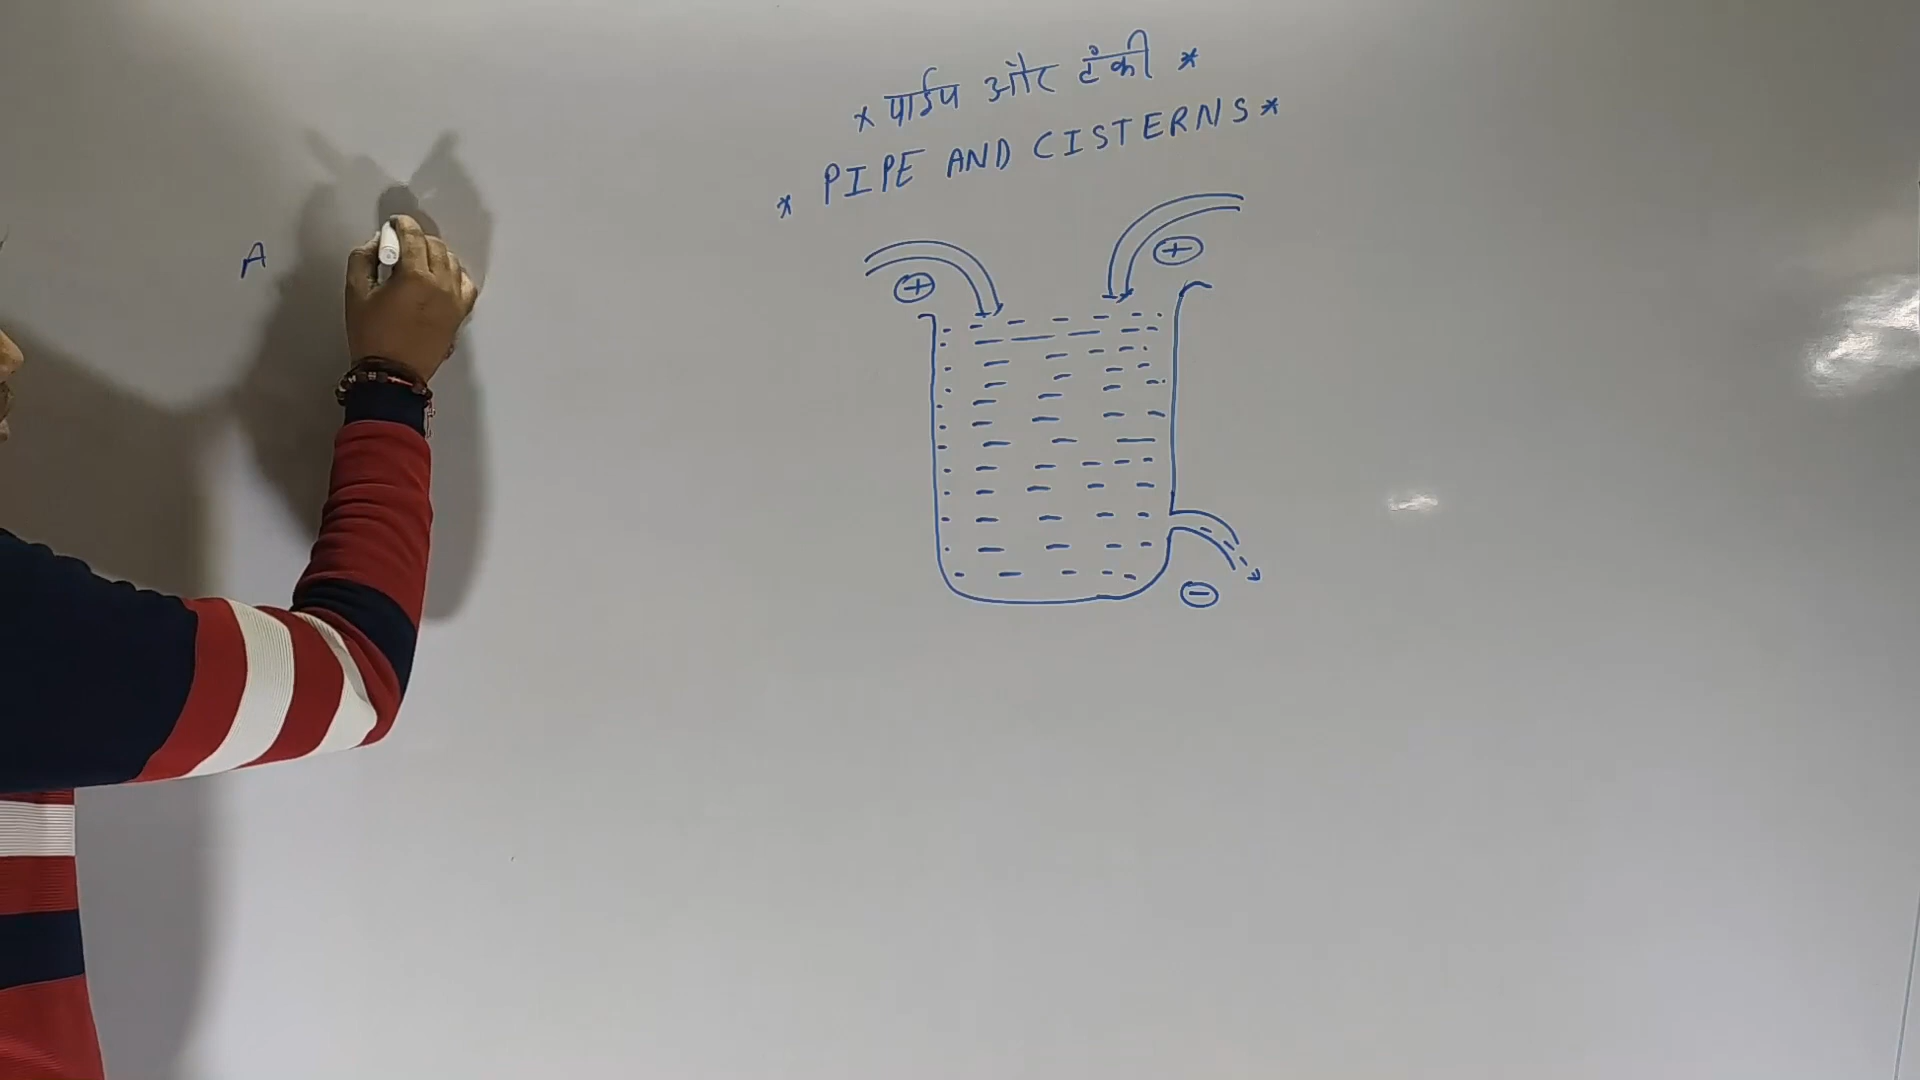 * पाईप और टंकी *
* PIPE AND CISTERNS *
A
+
+
-